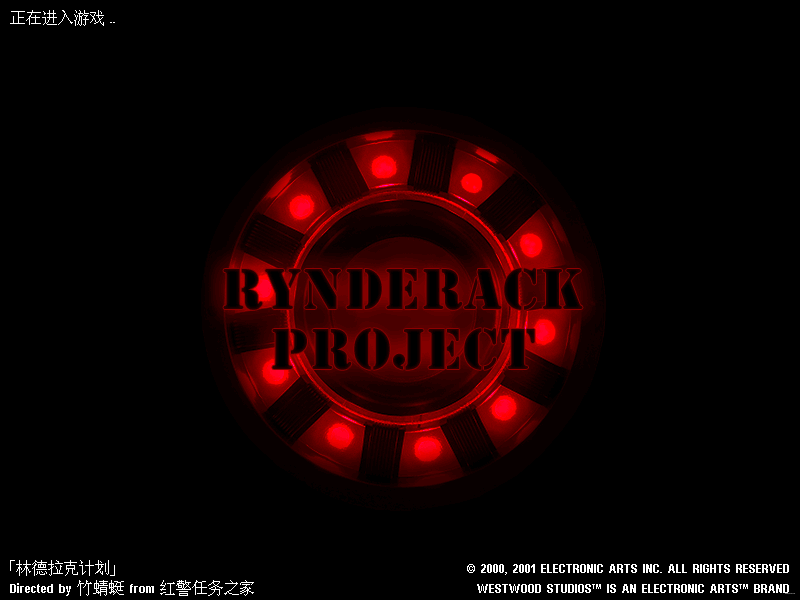 正在进入游戏 ..
RYNDERACK
PROJECT
「林德拉克计划」
Directed by 竹蜻蜓 from 红警任务之家
© 2000, 2001 ELECTRONIC ARTS INC. ALL RIGHTS RESERVED
WESTWOOD STUDIOS™ IS AN ELECTRONIC ARTS™ BRAND